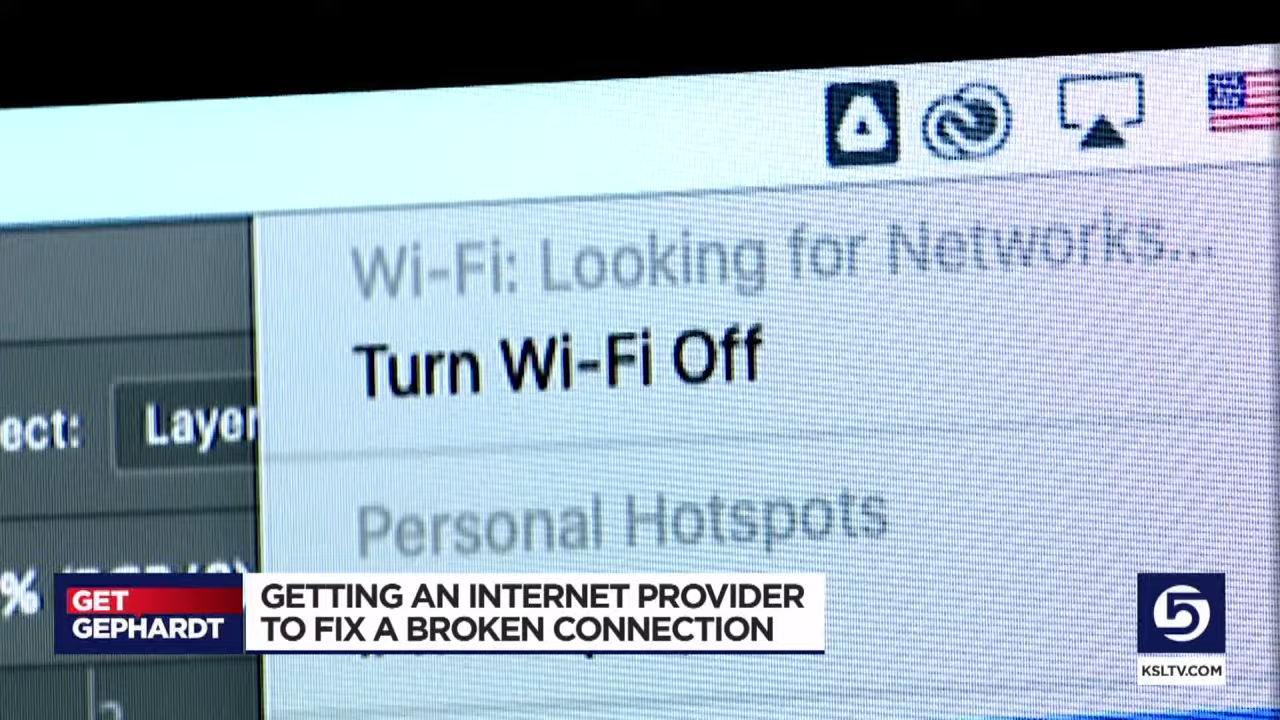 Wi-Fi: Looking for Networks...
Turn Wi-Fi Off
ect: Layer
Personal Hotspots
%
GET
GEPHARDT
GETTING AN INTERNET PROVIDER
TO FIX A BROKEN CONNECTION
5
KSLTV.COM